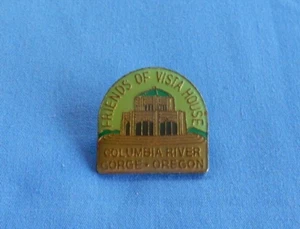 FRIENDS OF VISTA HOUSE
COLUMBIA RIVER
GORGE • OREGON